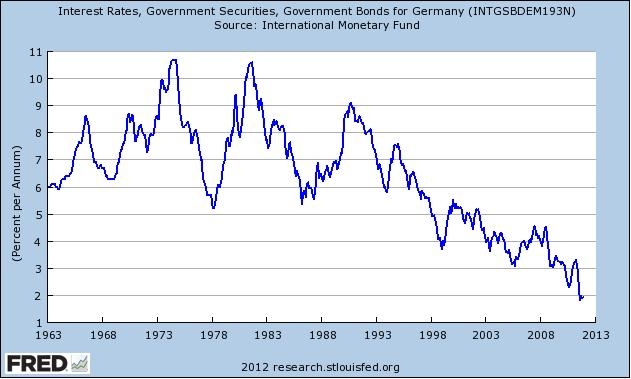 Interest Rates, Government Securities, Government Bonds for Germany (INTGSBDEM193N)
Source: International Monetary Fund
(Percent per Annum)
11
10
9
8
7
6
5
4
3
2
1
1963 1968 1973 1978 1983 1988 1993 1998 2003 2008 2013
FRED
2012 research.stlouisfed.org